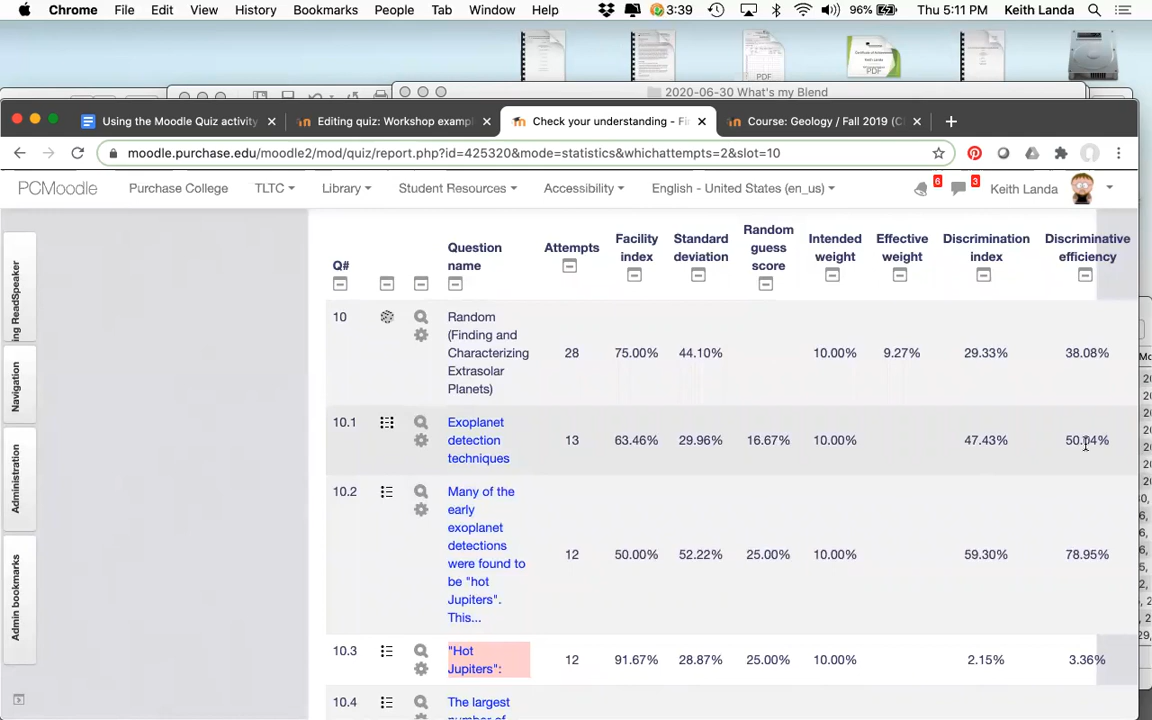 Chrome File Edit View History Bookmarks People Tab Window Help 3:39 96% Thu 5:11 PM Keith Landa
PDF
PDF
2020-06-30 What's my Blend
Using the Moodle Quiz activity
Editing quiz: Workshop exampl
Check your understanding - Fi
Course: Geology / Fall 2019 (C
moodle.purchase.edu/moodle2/mod/quiz/report.php?id=425320&mode=statistics&whichattempts=2&slot=10
PCMoodle Purchase College TLTC Library Student Resources Accessibility English - United States (en_us) 6 3 Keith Landa
ng ReadSpeaker
Navigation
Administration
Admin bookmarks
Q# Question name Attempts Facility index Standard deviation Random guess score Intended weight Effective weight Discrimination index Discriminative efficiency
10 Random (Finding and Characterizing Extrasolar Planets) 28 75.00% 44.10% 10.00% 9.27% 29.33% 38.08%
10.1 Exoplanet detection techniques 13 63.46% 29.96% 16.67% 10.00% 47.43%
10.2 Many of the early exoplanet detections were found to be "hot Jupiters". This... 12 50.00% 52.22% 25.00% 10.00% 59.30% 78.95%
10.3 "Hot Jupiters": 12 91.67% 28.87% 25.00% 10.00% 2.15% 3.36%
10.4 The largest number of